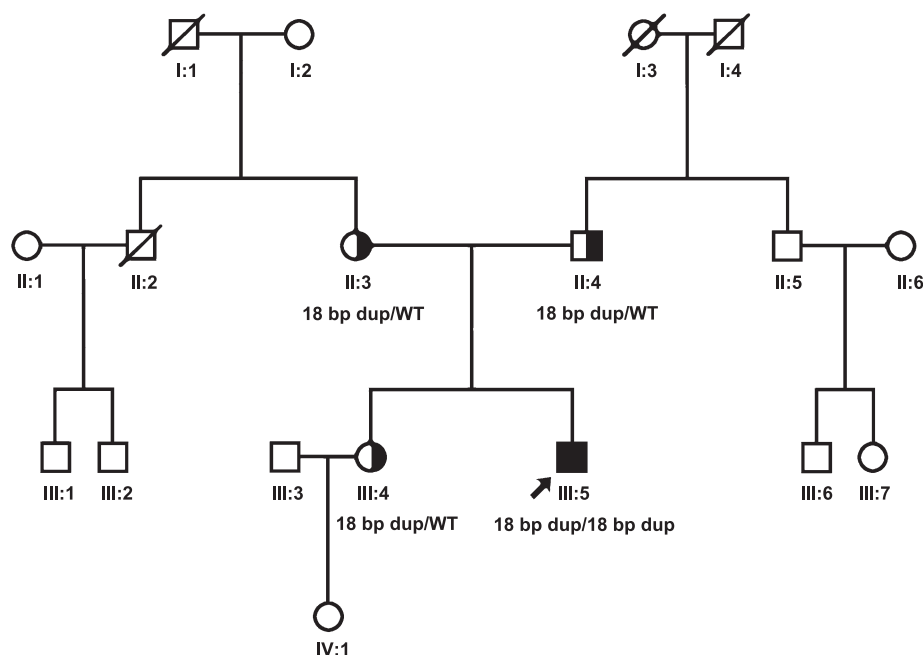 I:1 I:2 I:3 I:4
II:1 II:2 II:3 II:4 II:5 II:6
18 bp dup/WT 18 bp dup/WT
III:1 III:2 III:3 III:4 III:5 III:6 III:7
18 bp dup/WT 18 bp dup/18 bp dup
IV:1